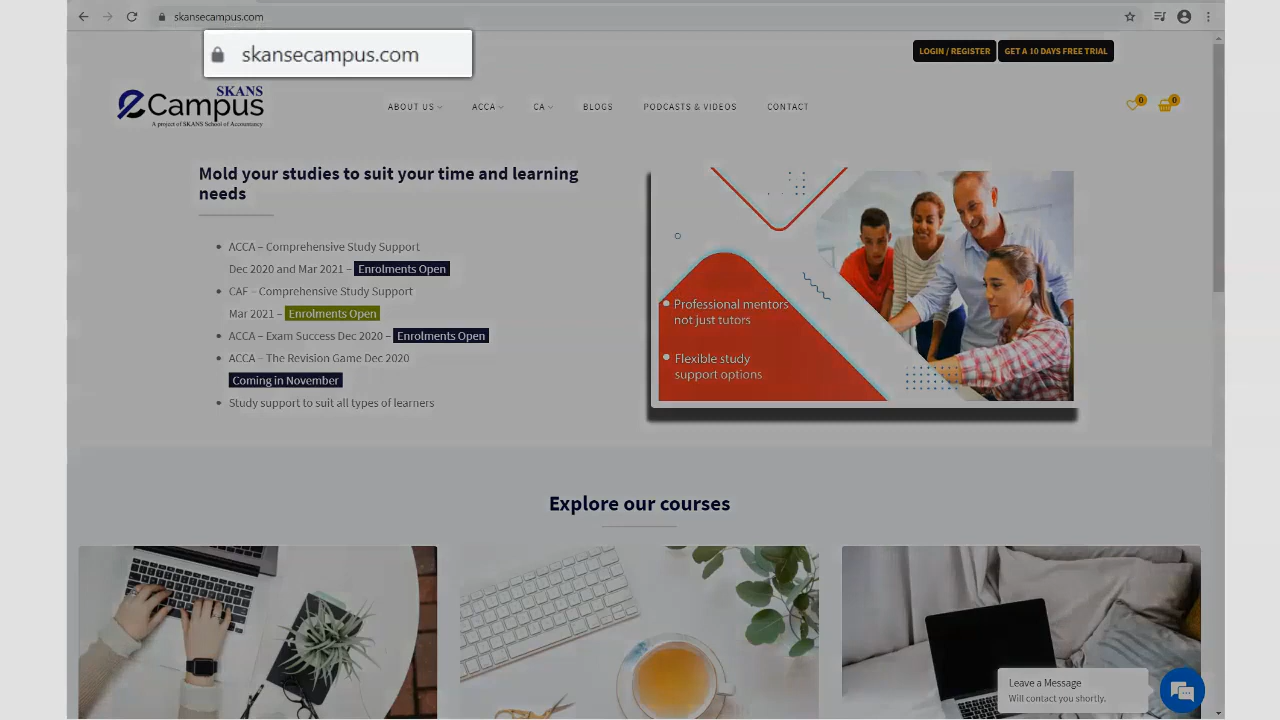 skansecampus.com
skansecampus.com
LOGIN / REGISTER
GET A 10 DAYS FREE TRIAL
SKANS
eCampus
A project of SKANS School of Accountancy
ABOUT US
ACCA
CA
BLOGS
PODCASTS & VIDEOS
CONTACT
0
0
Mold your studies to suit your time and learning
needs
ACCA – Comprehensive Study Support
Dec 2020 and Mar 2021 – Enrolments Open
CAF – Comprehensive Study Support
Mar 2021 – Enrolments Open
ACCA – Exam Success Dec 2020 – Enrolments Open
ACCA – The Revision Game Dec 2020
Coming in November
Study support to suit all types of learners
Professional mentors
not just tutors
Flexible study
support options
Explore our courses
Leave a Message
Will contact you shortly.